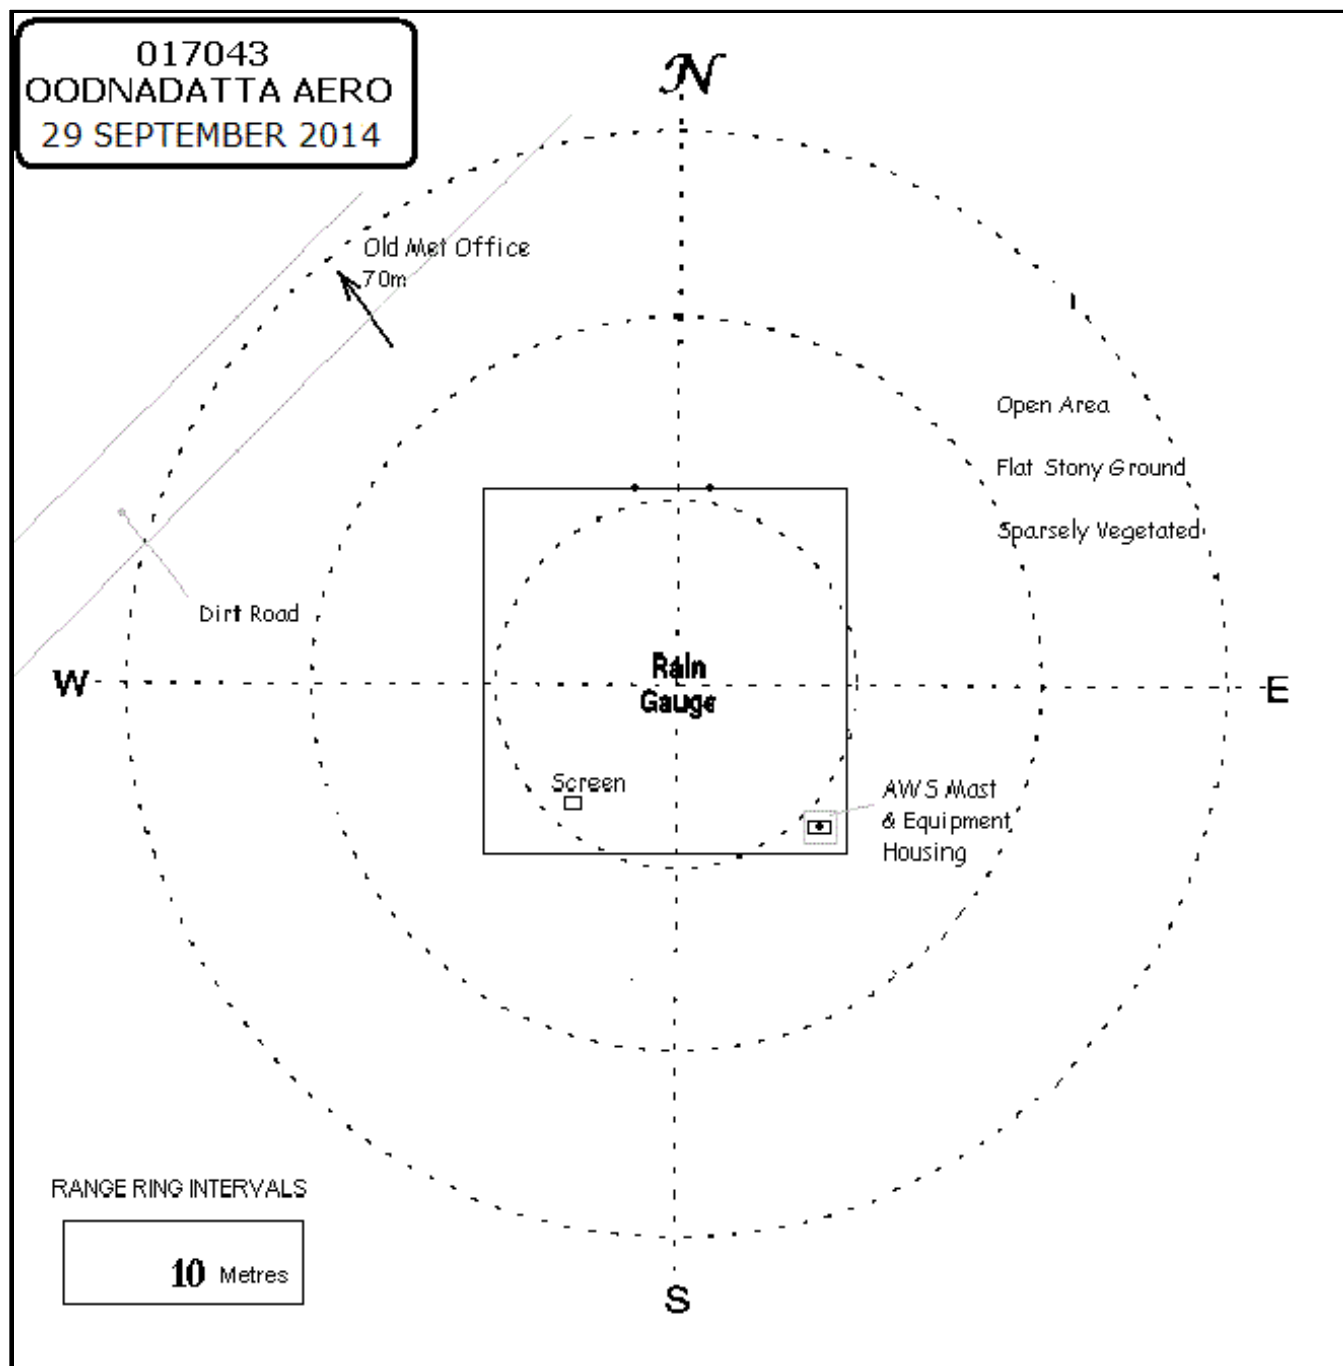 017043
OODNADATTA AERO
29 SEPTEMBER 2014
N
Old Met Office
70m
Open Area
Flat Stony Ground
Sparsely Vegetated
Dirt Road
W
Rain
Gauge
E
Screen
AWS Mast
& Equipment
Housing
RANGE RING INTERVALS
10 Metres
S